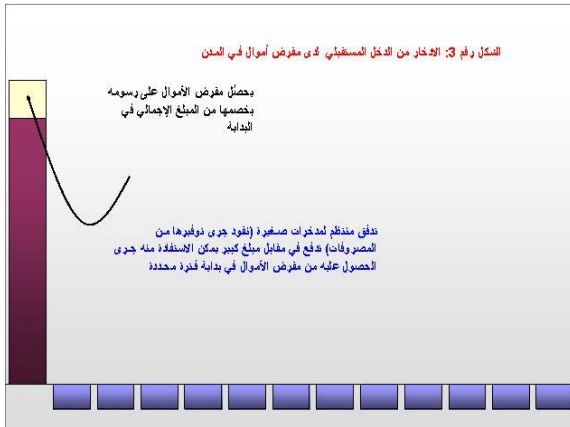 الشكل رقم 3: الادخار من الدخل المستقبلي لدى مقرض أموال في المدن
يحصل مقرض الأموال على رسومه
بخصمها من المبلغ الإجمالي في
البداية
تدفق منتظم لمدخرات صغيرة (نقود جرى توفيرها من
المصروفات) تدفع في مقابل مبلغ كبير يمكن الاستفادة منه جرى
الحصول عليه من مقرض الأموال في بداية فترة محددة